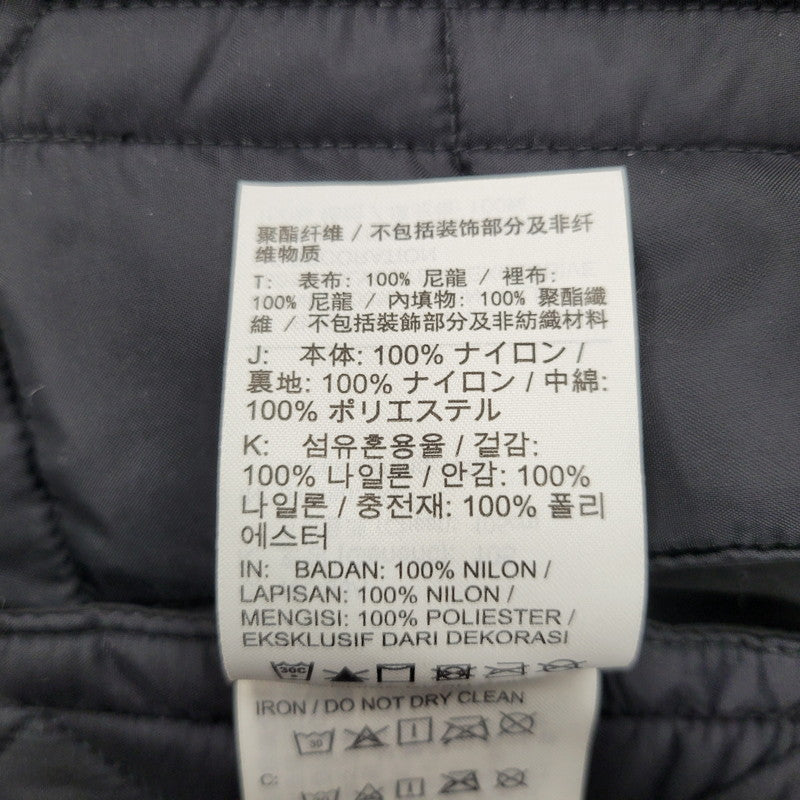 聚酯纤维 / 不包括装饰部分及非纤
维物质
T: 表布: 100% 尼龍 / 裡布:
100% 尼龍 / 內填物: 100% 聚酯纖
維 / 不包括裝飾部分及非紡織材料
J: 本体: 100% ナイロン /
裏地: 100% ナイロン / 中綿:
100% ポリエステル
K: 섬유혼용율 / 겉감:
100% 나일론 / 안감: 100%
나일론 / 충전재: 100% 폴리
에스터
IN: BADAN: 100% NILON /
LAPISAN: 100% NILON /
MENGISI: 100% POLIESTER /
EKSKLUSIF DARI DEKORASI
30C
IRON / DO NOT DRY CLEAN
30
C: